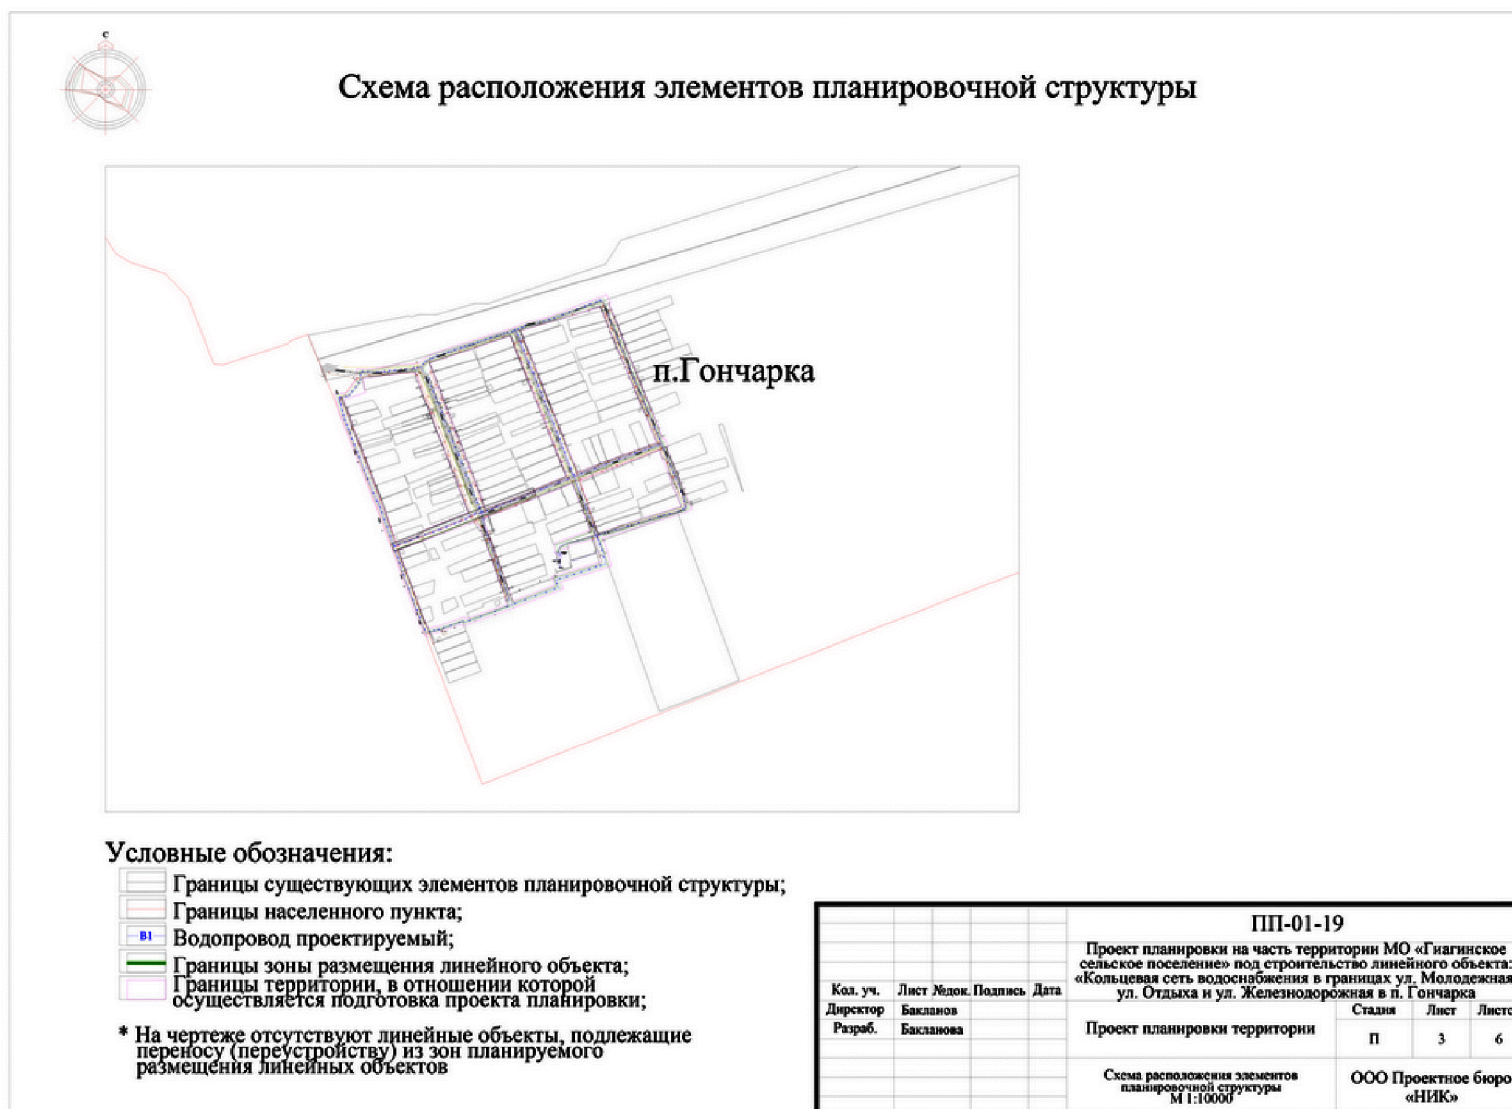 С
Схема расположения элементов планировочной структуры
п.Гончарка
Условные обозначения:
Границы существующих элементов планировочной структуры;
Границы населенного пункта;
В1 Водопровод проектируемый;
Границы зоны размещения линейного объекта;
Границы территории, в отношении которой
осуществляется подготовка проекта планировки;
* На чертеже отсутствуют линейные объекты, подлежащие
переносу (переустройству) из зон планируемого
размещения линейных объектов
ПП-01-19
Проект планировки на часть территории МО «Гиагинское
сельское поселение» под строительство линейного объекта:
«Кольцевая сеть водоснабжения в границах ул. Молодежная
ул. Отдыха и ул. Железнодорожная в п. Гончарка
Кол. уч. Лист №док. Подпись Дата
Директор Бакланов
Разраб. Бакланова
Проект планировки территории
Стадия Лист Листо
П 3 6
Схема расположения элементов
планировочной структуры
М 1:10000
ООО Проектное бюро
«НИК»